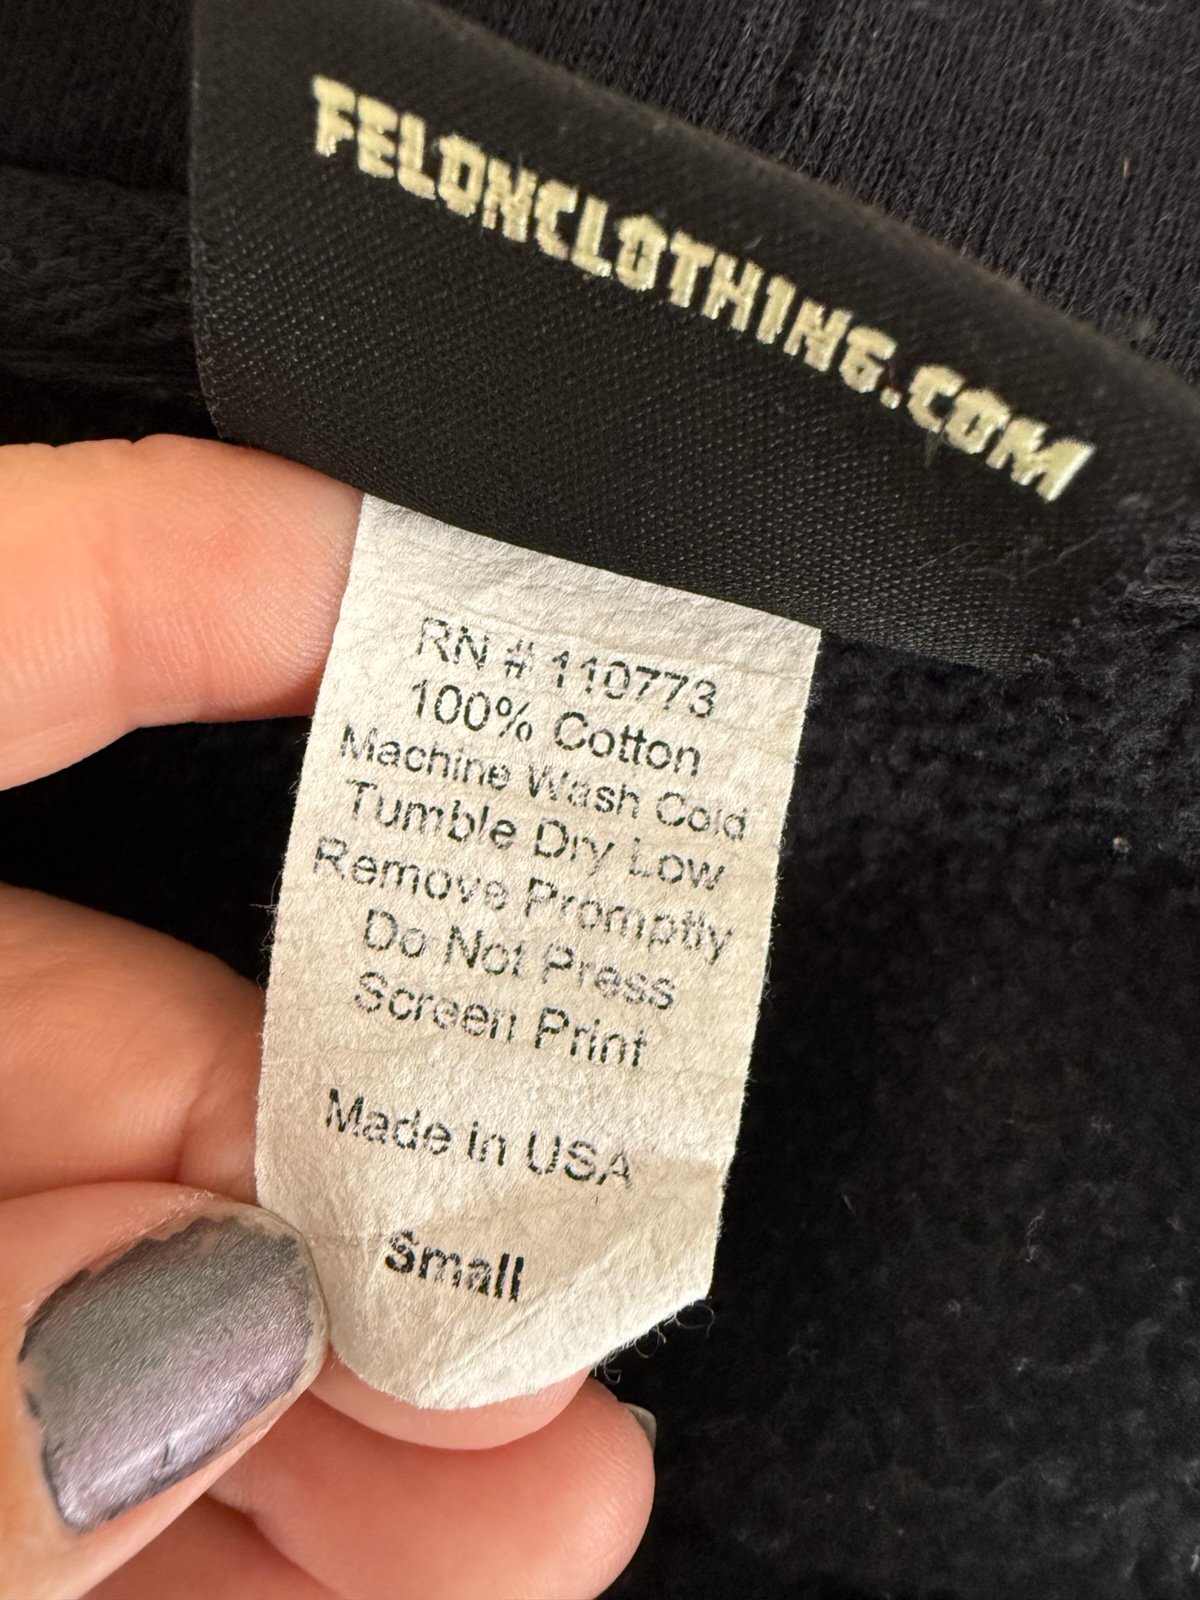 FELONCLOTHING.COM
RN # 110773
100% Cotton
Machine Wash Cold
Tumble Dry Low
Remove Promptly
Do Not Press
Screen Print
Made in USA
Small